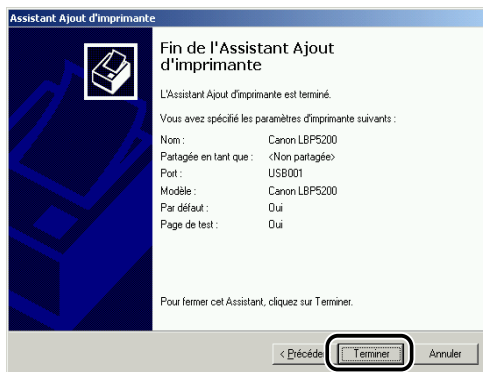 Assistant Ajout d'imprimante
Fin de l'Assistant Ajout
d'imprimante
L'Assistant Ajout d'imprimante est terminé.
Vous avez spécifié les paramètres d'imprimante suivants :
Nom : Canon LBP5200
Partagée en tant que : <Non partagée>
Port : USB001
Modèle : Canon LBP5200
Par défaut : Oui
Page de test : Oui
Pour fermer cet Assistant, cliquez sur Terminer.
< Précéde Terminer Annuler